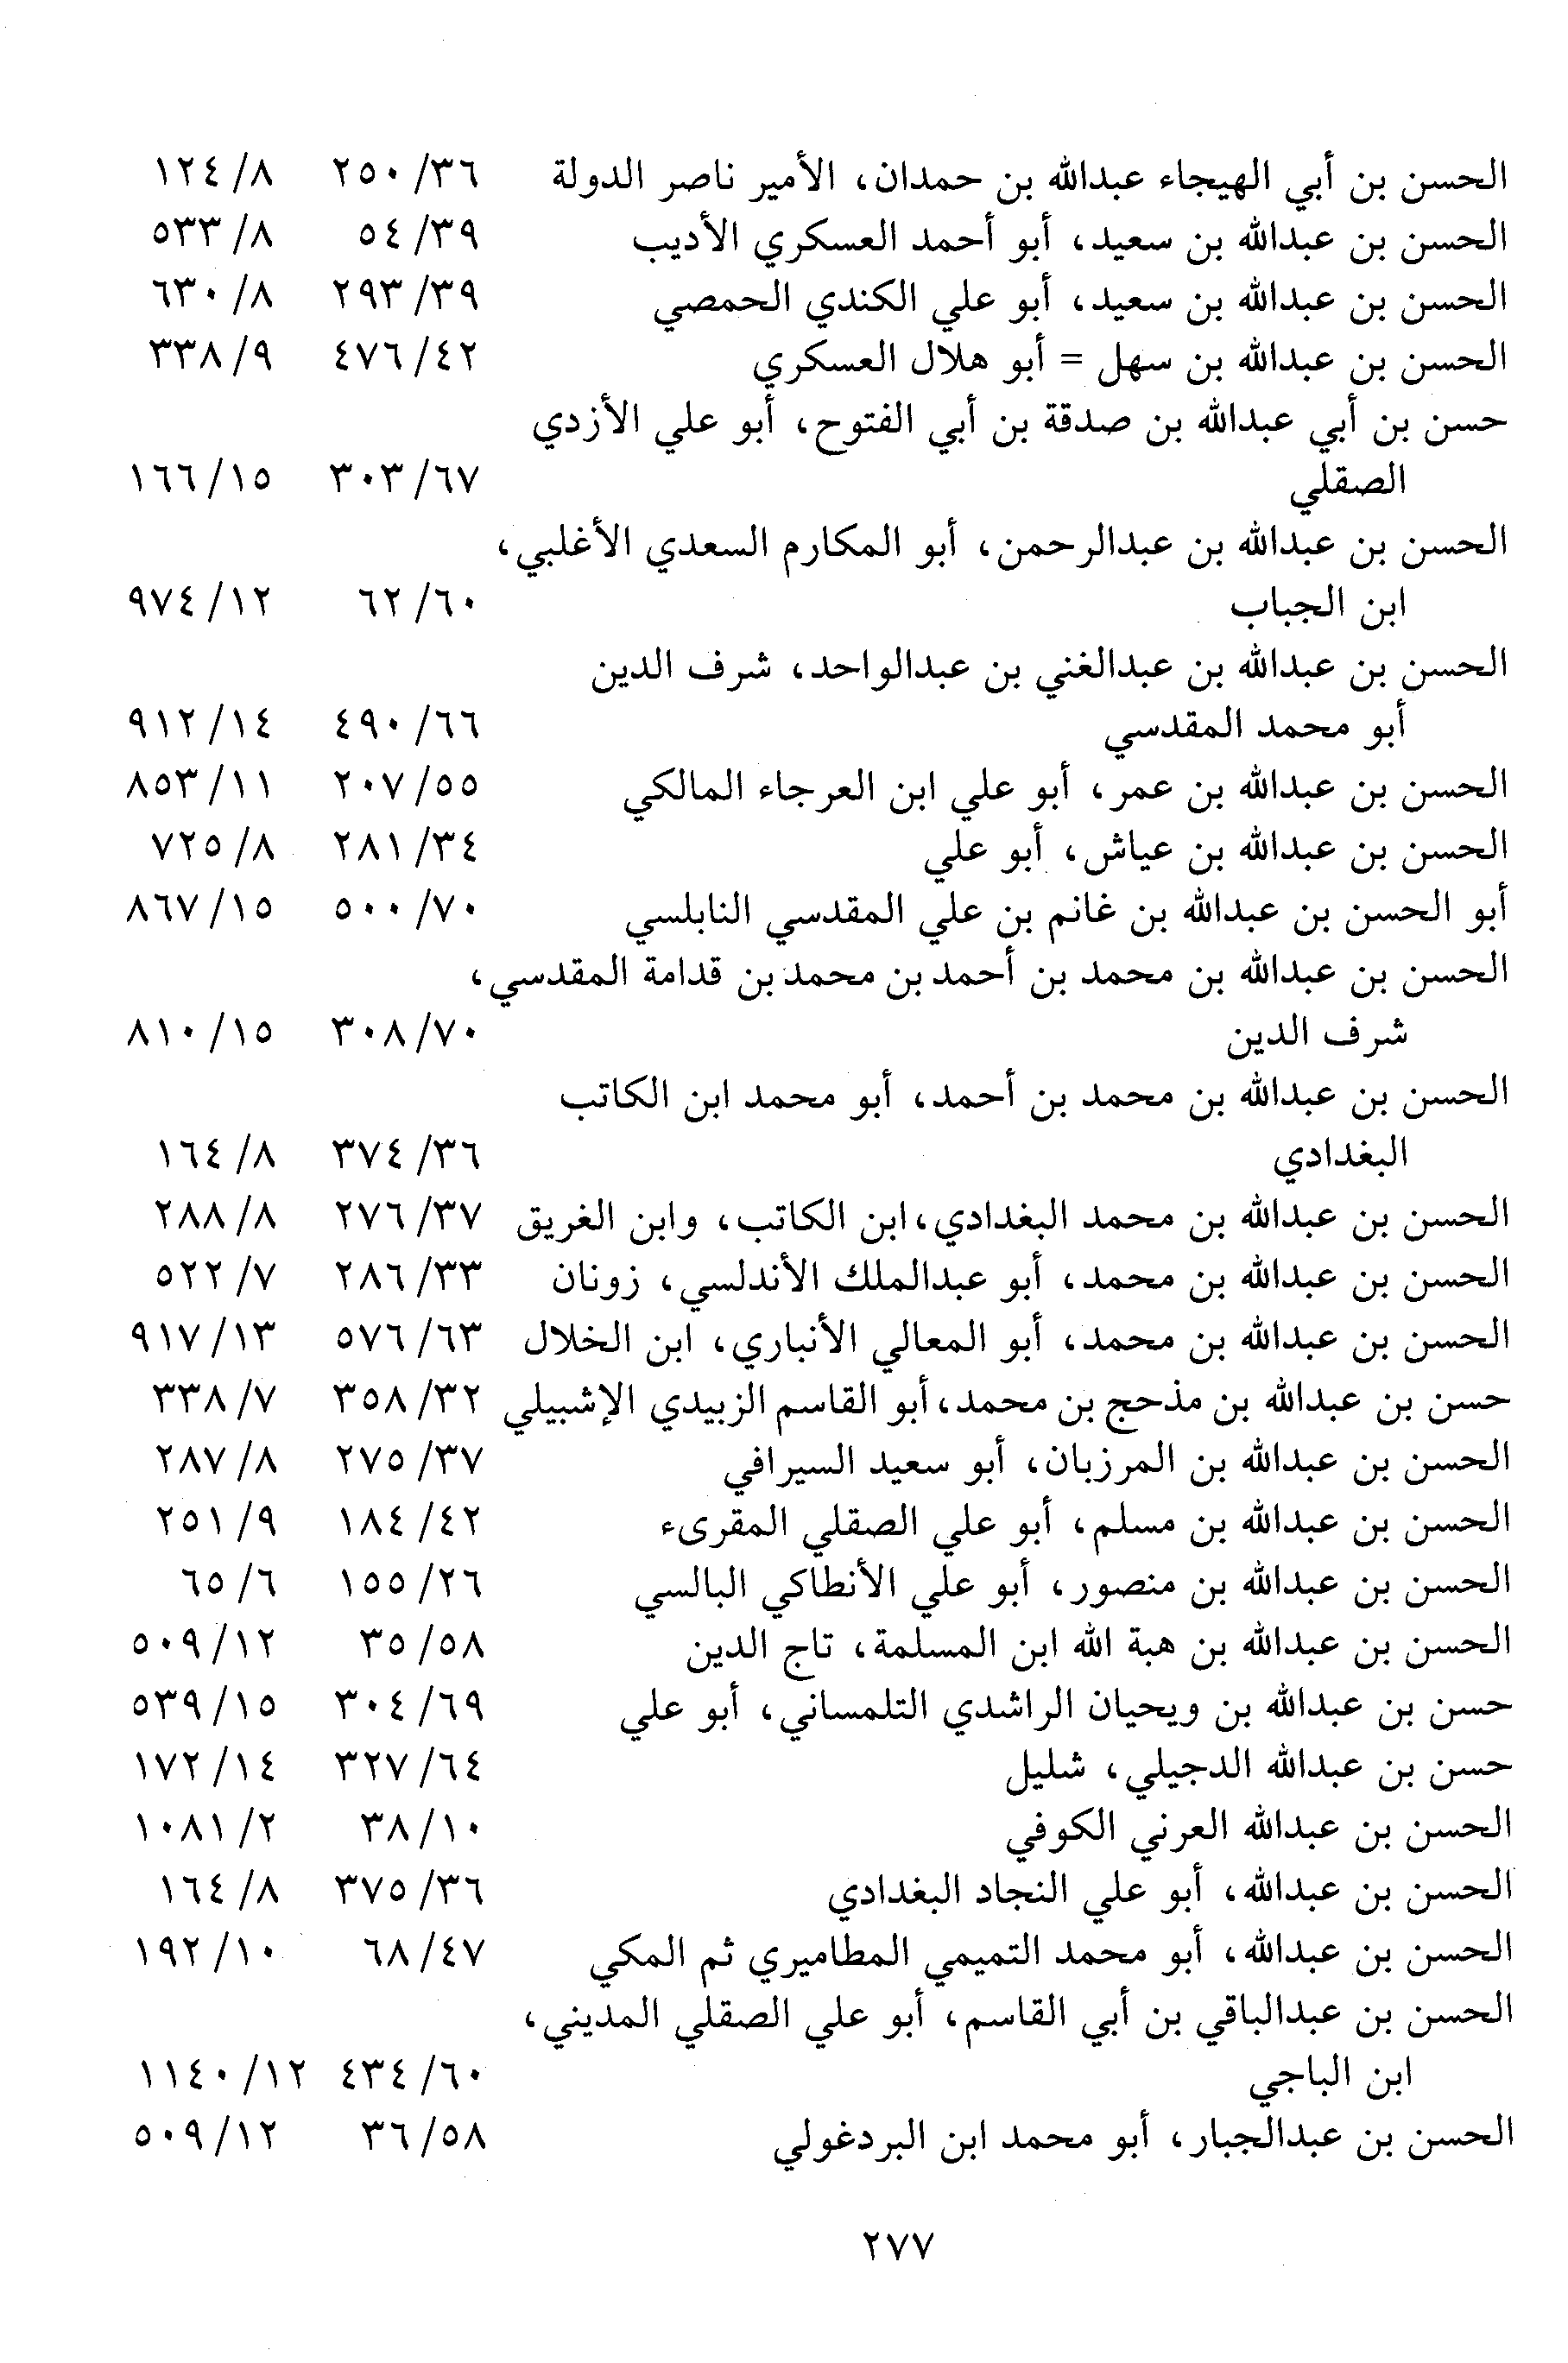 الحسن بن أبي الهيجاء عبدالله بن حمدان، الأمير ناصر الدولة ٣٦/ ٢٥٠ ٨/ ١٢٤
الحسن بن عبدالله بن سعيد، أبو أحمد العسكري الأديب ٣٩/ ٥٤ ٨/ ٥٣٣
الحسن بن عبدالله بن سعيد، أبو علي الكندي الحمصي ٣٩/ ٢٩٣ ٨/ ٦٣٠
الحسن بن عبدالله بن سهل = أبو هلال العسكري ٤٢/ ٤٧٦ ٩/ ٣٣٨
حسن بن أبي عبدالله بن صدقة بن أبي الفتوح، أبو علي الأزدي
الصقلي ٦٧/ ٣٠٣ ١٥/ ١٦٦
الحسن بن عبدالله بن عبدالرحمن، أبو المكارم السعدي الأغلبي،
ابن الجباب ٦٠/ ٦٢ ١٢/ ٩٧٤
الحسن بن عبدالله بن عبدالغني بن عبدالواحد، شرف الدين
أبو محمد المقدسي ٦٦/ ٤٩٠ ١٤/ ٩١٢
الحسن بن عبدالله بن عمر، أبو علي ابن العرجاء المالكي ٥٥/ ٢٠٧ ١١/ ٨٥٣
الحسن بن عبدالله بن عياش، أبو علي ٣٤/ ٢٨١ ٨/ ٧٢٥
أبو الحسن بن عبدالله بن غانم بن علي المقدسي النابلسي ٧٠/ ٥٠٠ ١٥/ ٨٦٧
الحسن بن عبدالله بن محمد بن أحمد بن محمد بن قدامة المقدسي،
شرف الدين ٧٠/ ٣٠٨ ١٥/ ٨١٠
الحسن بن عبدالله بن محمد بن أحمد، أبو محمد ابن الكاتب
البغدادي ٣٦/ ٣٧٤ ٨/ ١٦٤
الحسن بن عبدالله بن محمد البغدادي، ابن الكاتب، وابن الغريق ٣٧/ ٢٧٦ ٨/ ٢٨٨
الحسن بن عبدالله بن محمد، أبو عبدالملك الأندلسي، زونان ٣٣/ ٢٨٦ ٧/ ٥٢٢
الحسن بن عبدالله بن محمد، أبو المعالي الأنباري، ابن الخلال ٦٣/ ٥٧٦ ١٣/ ٩١٧
حسن بن عبدالله بن مذحج بن محمد، أبو القاسم الزبيدي الإشبيلي ٣٢/ ٣٥٨ ٧/ ٣٣٨
الحسن بن عبدالله بن المرزبان، أبو سعيد السيرافي ٣٧/ ٢٧٥ ٨/ ٢٨٧
الحسن بن عبدالله بن مسلم، أبو علي الصقلي المقرىء ٤٢/ ١٨٤ ٩/ ٢٥١
الحسن بن عبدالله بن منصور، أبو علي الأنطاكي البالسي ٢٦/ ١٥٥ ٦/ ٦٥
الحسن بن عبدالله بن هبة الله ابن المسلمة، تاج الدين ٥٨/ ٣٥ ١٢/ ٥٠٩
حسن بن عبدالله بن ويحيان الراشدي التلمساني، أبو علي ٦٩/ ٣٠٤ ١٥/ ٥٣٩
حسن بن عبدالله الدجيلي، شليل ٦٤/ ٣٢٧ ١٤/ ١٧٢
الحسن بن عبدالله العرني الكوفي ١٠/ ٣٨ ٢/ ١٠٨١
الحسن بن عبدالله، أبو علي النجاد البغدادي ٣٦/ ٣٧٥ ٨/ ١٦٤
الحسن بن عبدالله، أبو محمد التميمي المطاميري ثم المكي ٤٧/ ٦٨ ١٠/ ١٩٢
الحسن بن عبدالباقي بن أبي القاسم، أبو علي الصقلي المديني،
ابن الباجي ٦٠/ ٤٣٤ ١٢/ ١١٤٠
الحسن بن عبدالجبار، أبو محمد ابن البردغولي ٥٨/ ٣٦ ١٢/ ٥٠٩
٢٧٧